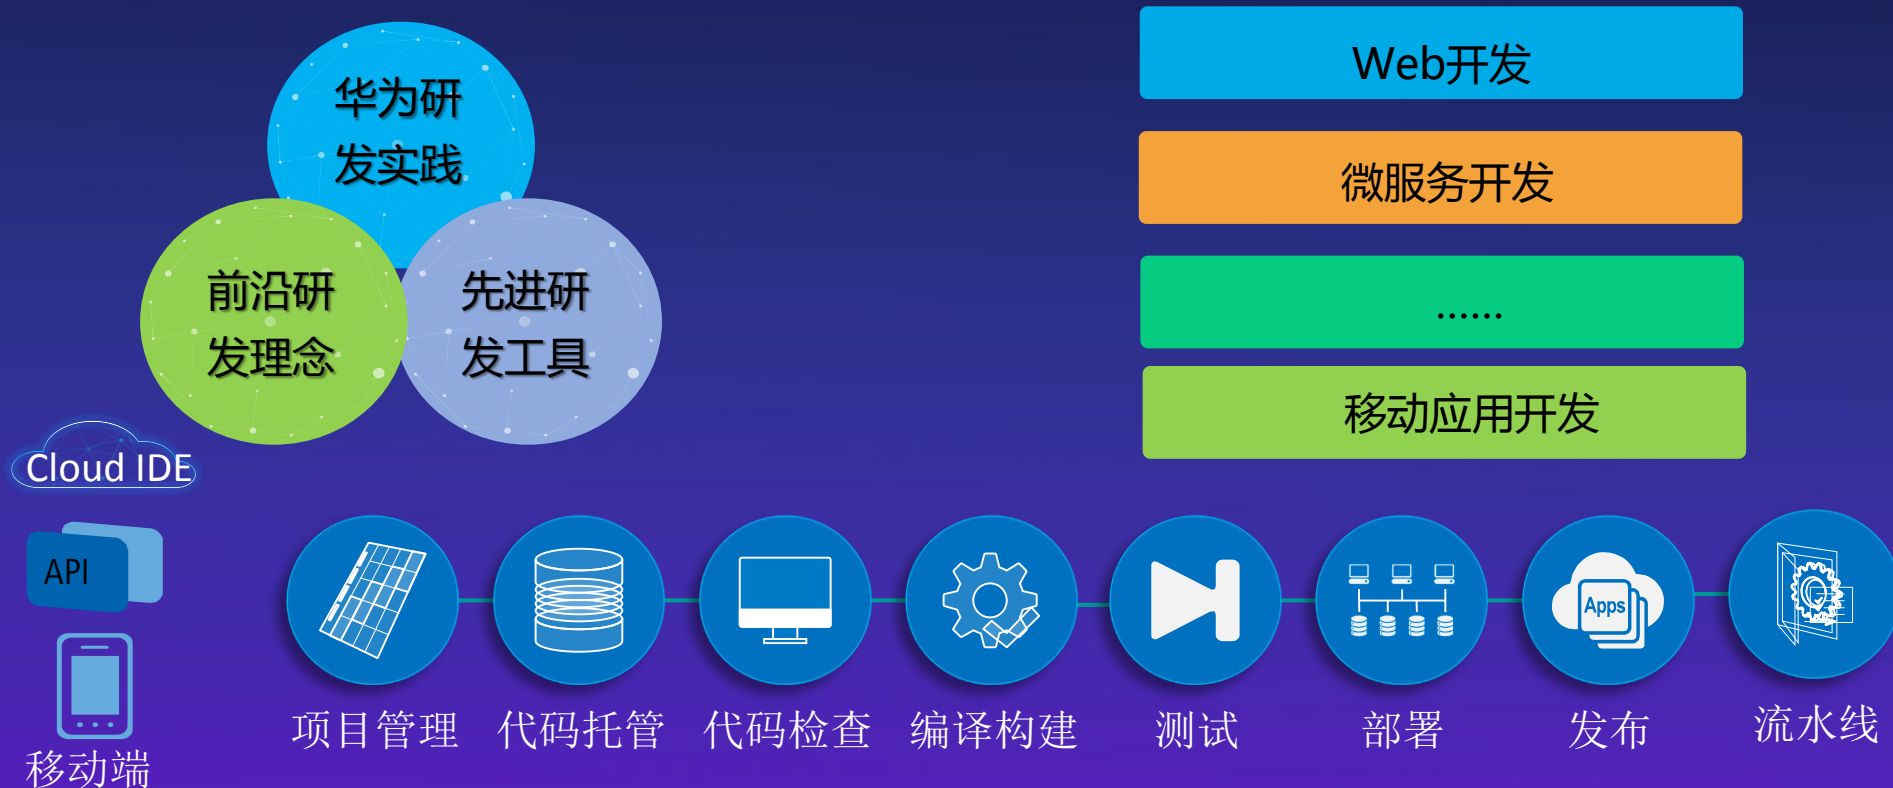 华为研
发实践
前沿研
发理念
先进研
发工具
Web开发
微服务开发
......
移动应用开发
Cloud IDE
API
移动端
Apps
项目管理
代码托管
代码检查
编译构建
测试
部署
发布
流水线